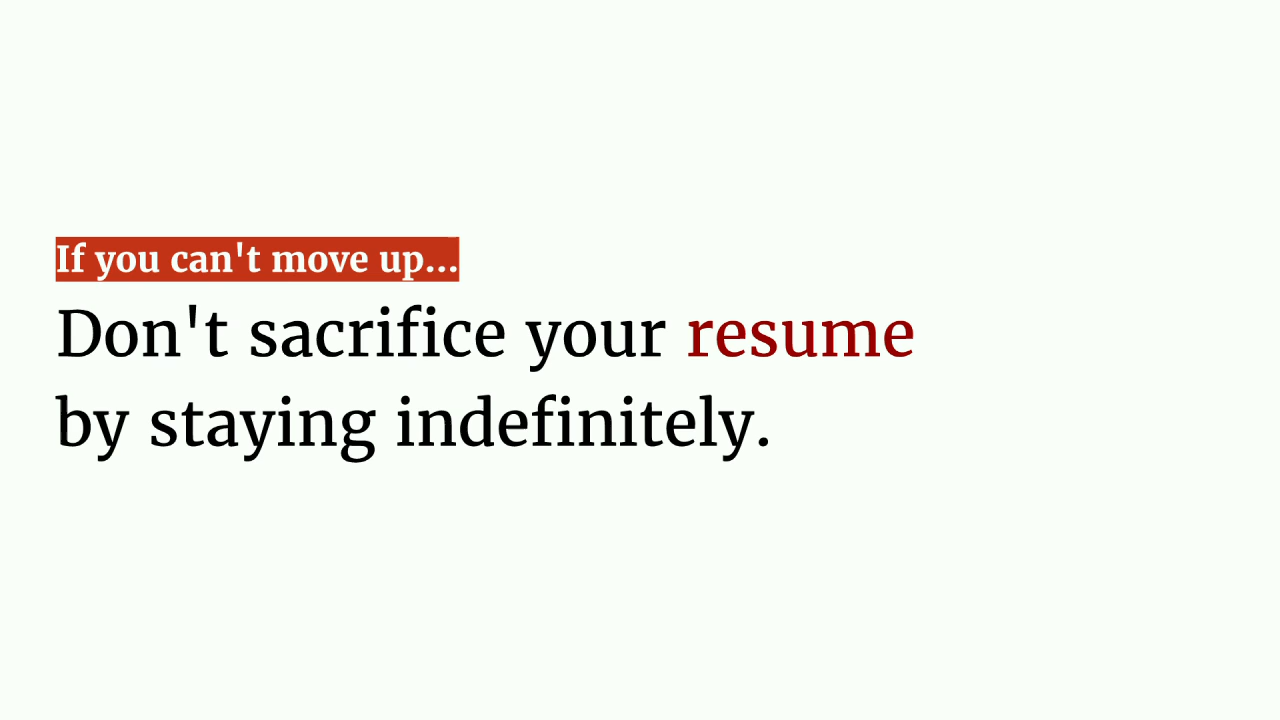 If you can't move up...
Don't sacrifice your resume
by staying indefinitely.